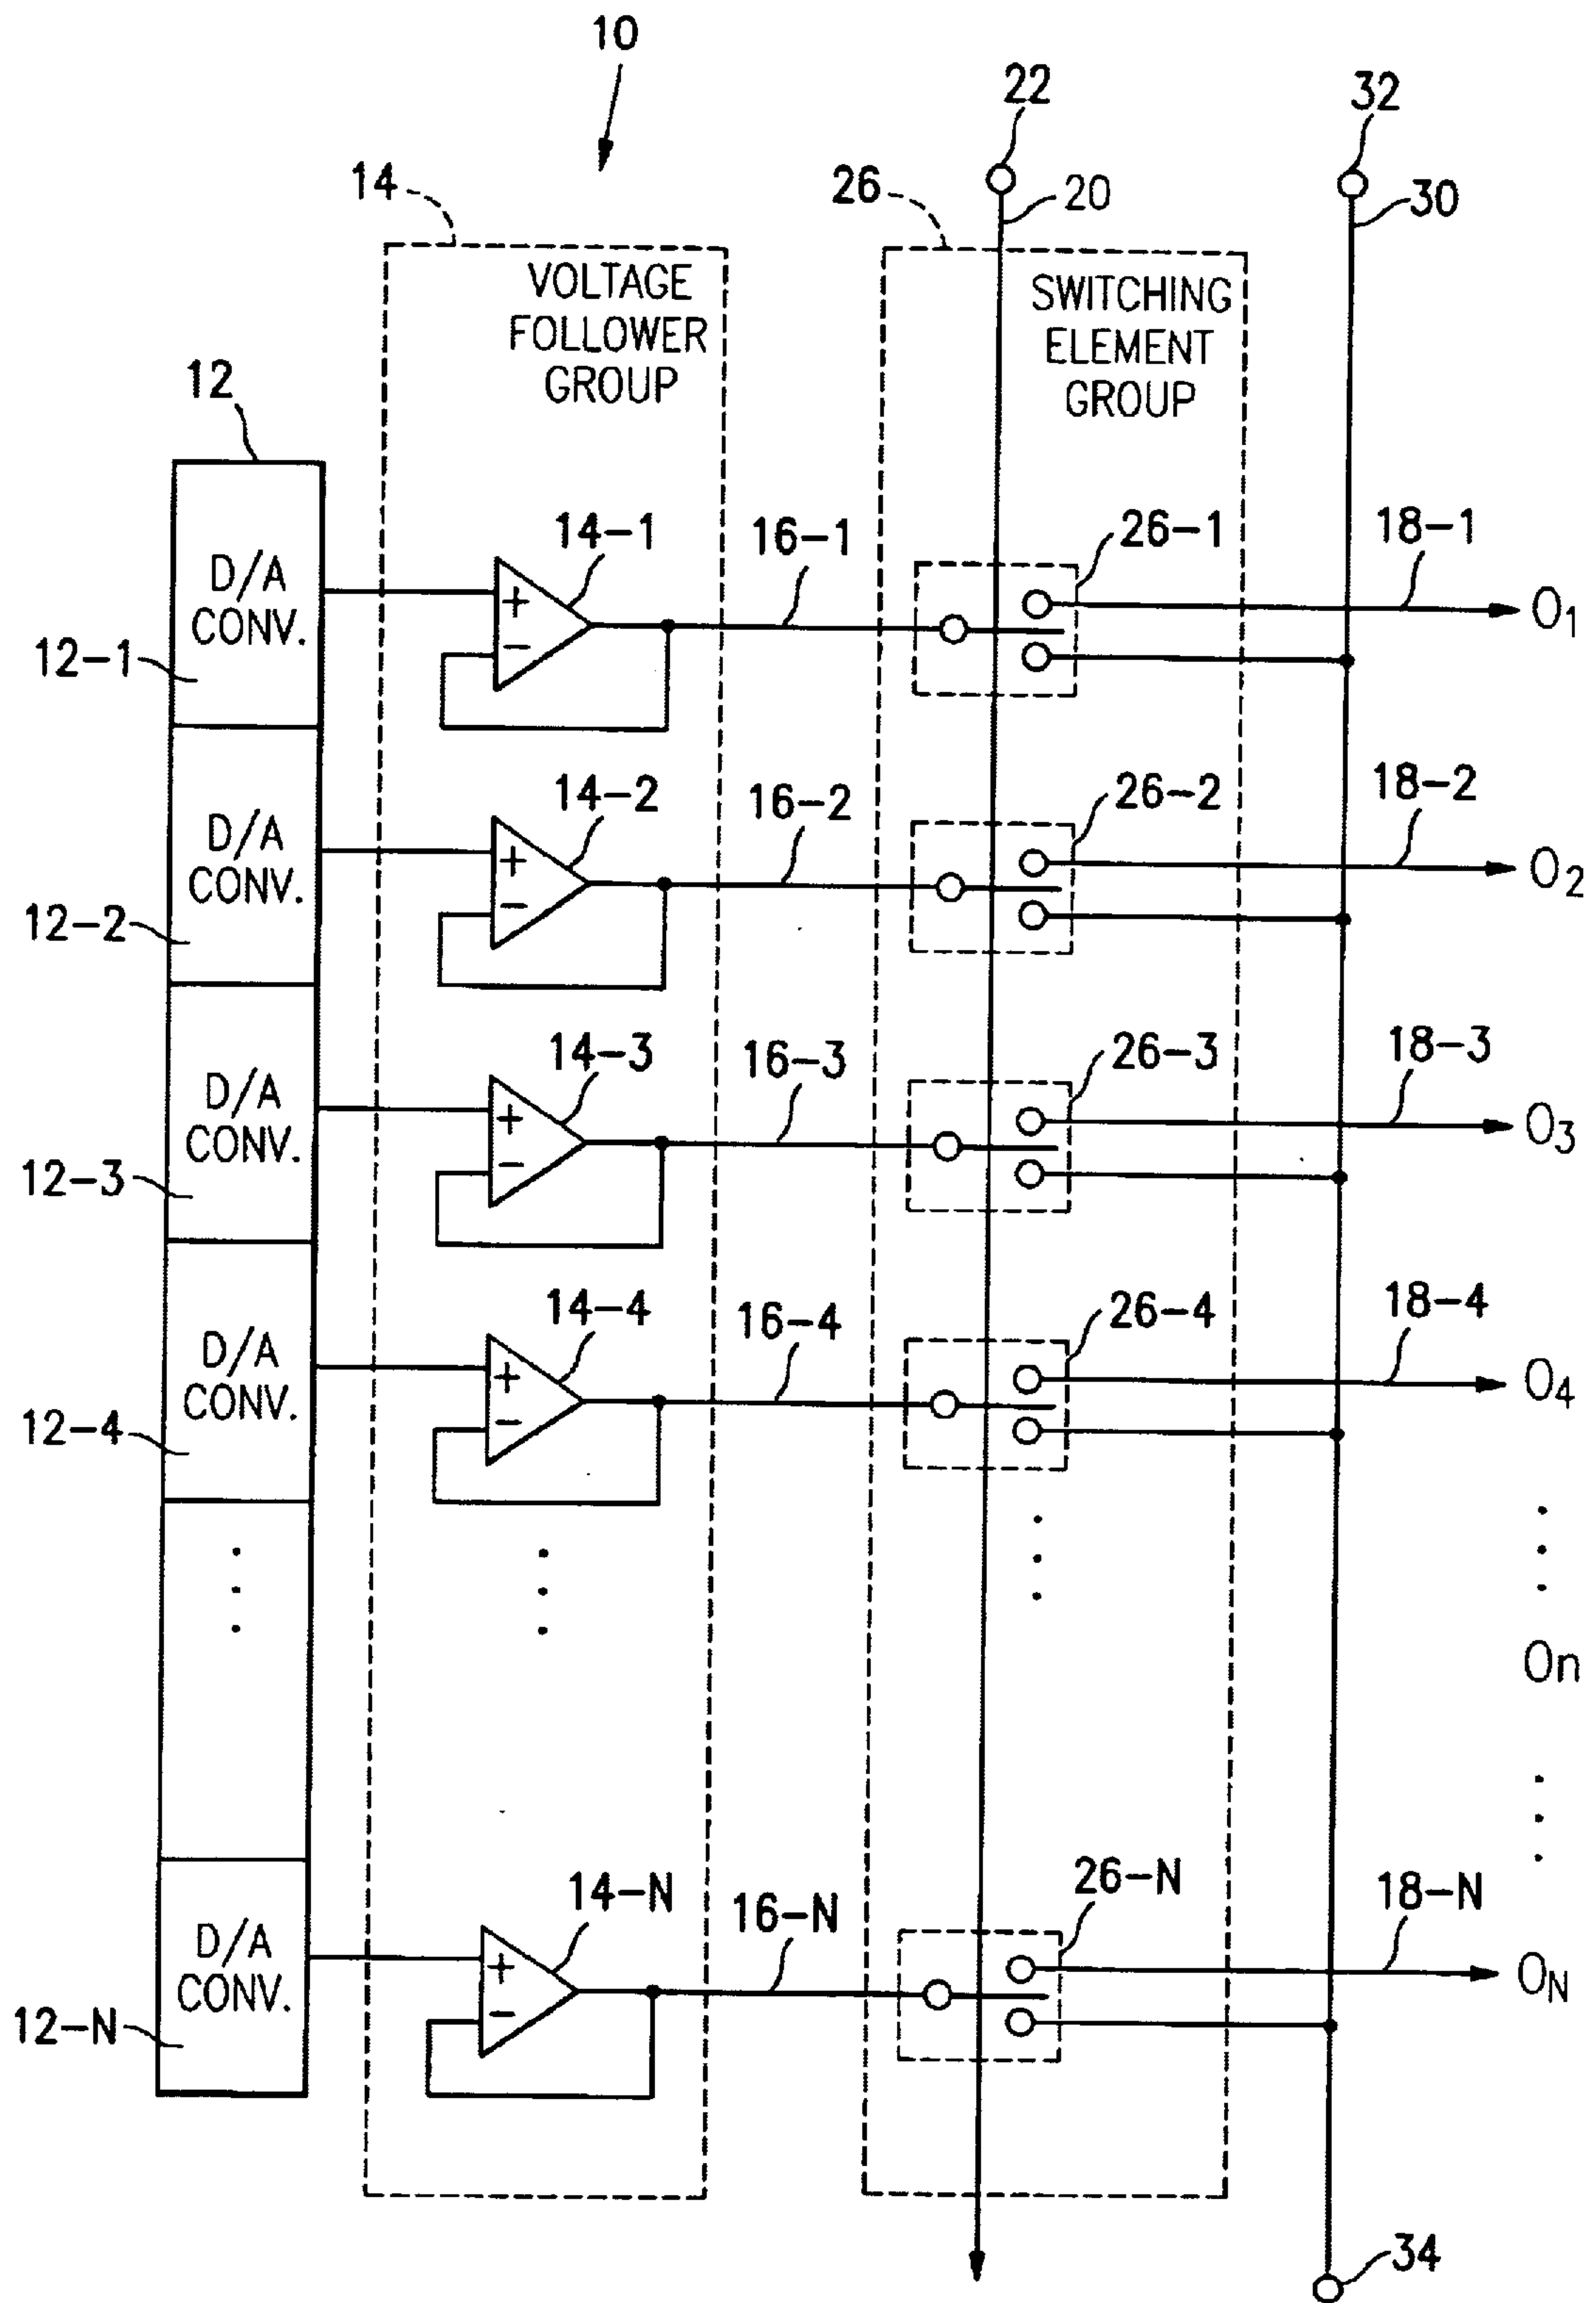 10
22
32
14
26
20
30
VOLTAGE
FOLLOWER
GROUP
SWITCHING
ELEMENT
GROUP
12
14-1
16-1
26-1
18-1
D/A
CONV.
+
-
O1
12-1
14-2
16-2
26-2
18-2
D/A
CONV.
+
-
O2
12-2
14-3
16-3
26-3
18-3
D/A
CONV.
+
-
O3
12-3
14-4
16-4
26-4
18-4
D/A
CONV.
+
-
O4
12-4
On
14-N
16-N
26-N
18-N
D/A
CONV.
+
-
ON
12-N
34